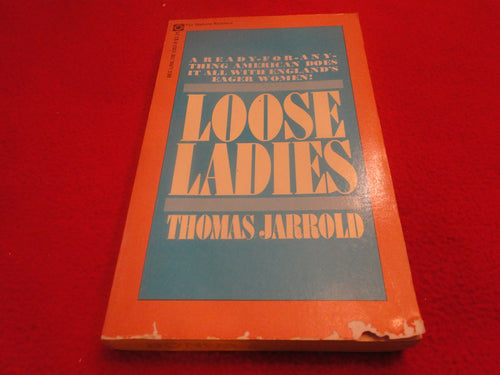 A READY-FOR-ANY-
THING AMERICAN DOES
IT ALL WITH ENGLAND'S
EAGER WOMEN!
LOOSE
LADIES
THOMAS JARROLD